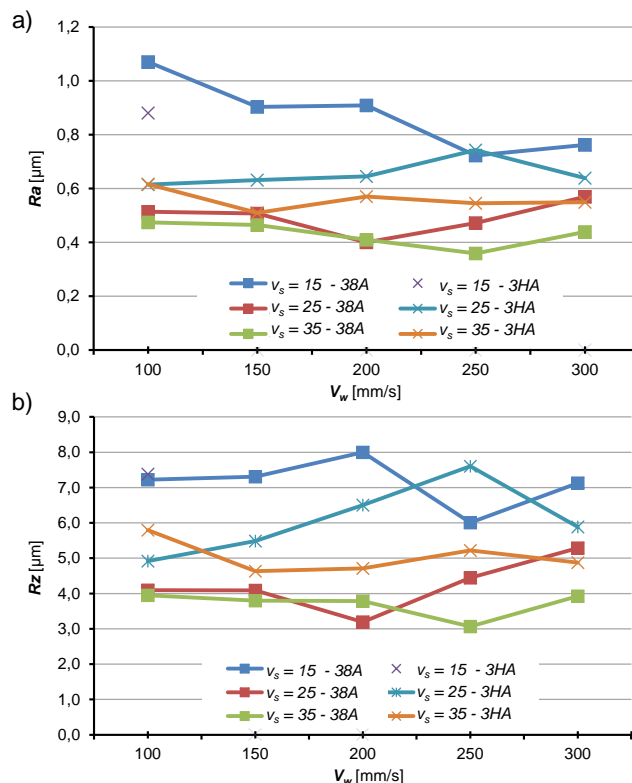 a)
1,2
1,0
0,8
0,6
0,4
0,2
0,0
Ra [µm]
vs = 15 - 38A
vs = 15 - 3HA
vs = 25 - 38A
vs = 25 - 3HA
vs = 35 - 38A
vs = 35 - 3HA
100 150 200 250 300
Vw [mm/s]
b)
9,0
8,0
7,0
6,0
5,0
4,0
3,0
2,0
1,0
0,0
Rz [µm]
vs = 15 - 38A
vs = 15 - 3HA
vs = 25 - 38A
vs = 25 - 3HA
vs = 35 - 38A
vs = 35 - 3HA
100 150 200 250 300
Vw [mm/s]